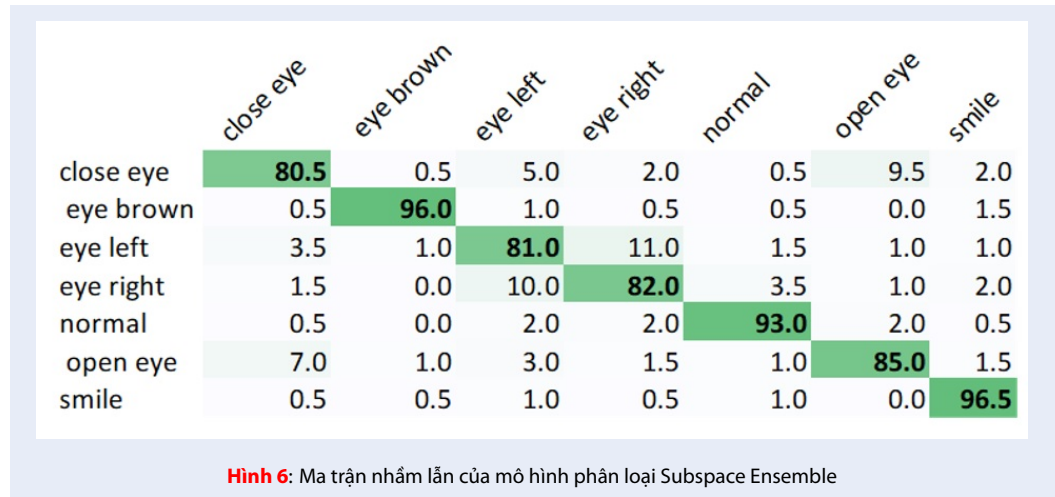 close eye eye brown eye left eye right normal open eye smile
close eye 80.5 0.5 5.0 2.0 0.5 9.5 2.0
eye brown 0.5 96.0 1.0 0.5 0.5 0.0 1.5
eye left 3.5 1.0 81.0 11.0 1.5 1.0 1.0
eye right 1.5 0.0 10.0 82.0 3.5 1.0 2.0
normal 0.5 0.0 2.0 2.0 93.0 2.0 0.5
open eye 7.0 1.0 3.0 1.5 1.0 85.0 1.5
smile 0.5 0.5 1.0 0.5 1.0 0.0 96.5
Hình 6: Ma trận nhầm lẫn của mô hình phân loại Subspace Ensemble